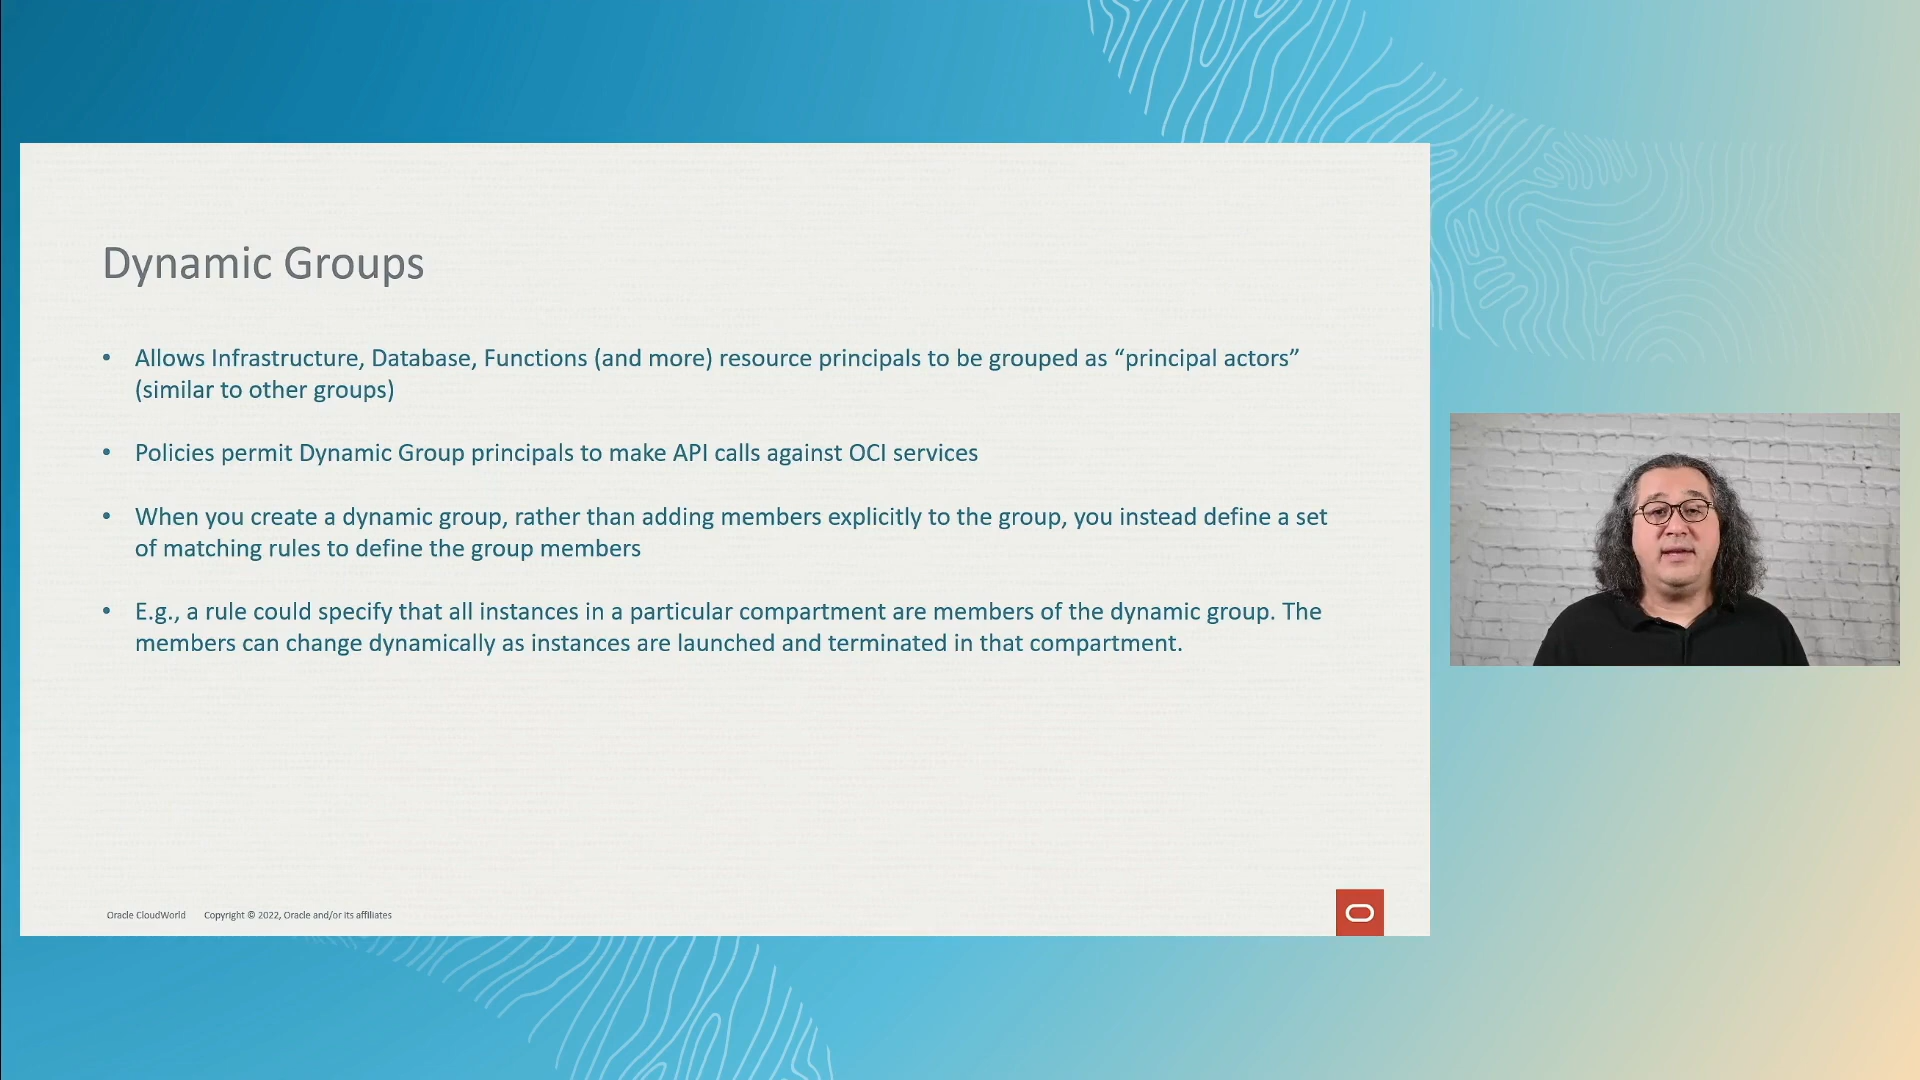 Dynamic Groups
• Allows Infrastructure, Database, Functions (and more) resource principals to be grouped as “principal actors”
(similar to other groups)
• Policies permit Dynamic Group principals to make API calls against OCI services
• When you create a dynamic group, rather than adding members explicitly to the group, you instead define a set
of matching rules to define the group members
• E.g., a rule could specify that all instances in a particular compartment are members of the dynamic group. The
members can change dynamically as instances are launched and terminated in that compartment.
Oracle CloudWorld Copyright © 2022, Oracle and/or its affiliates